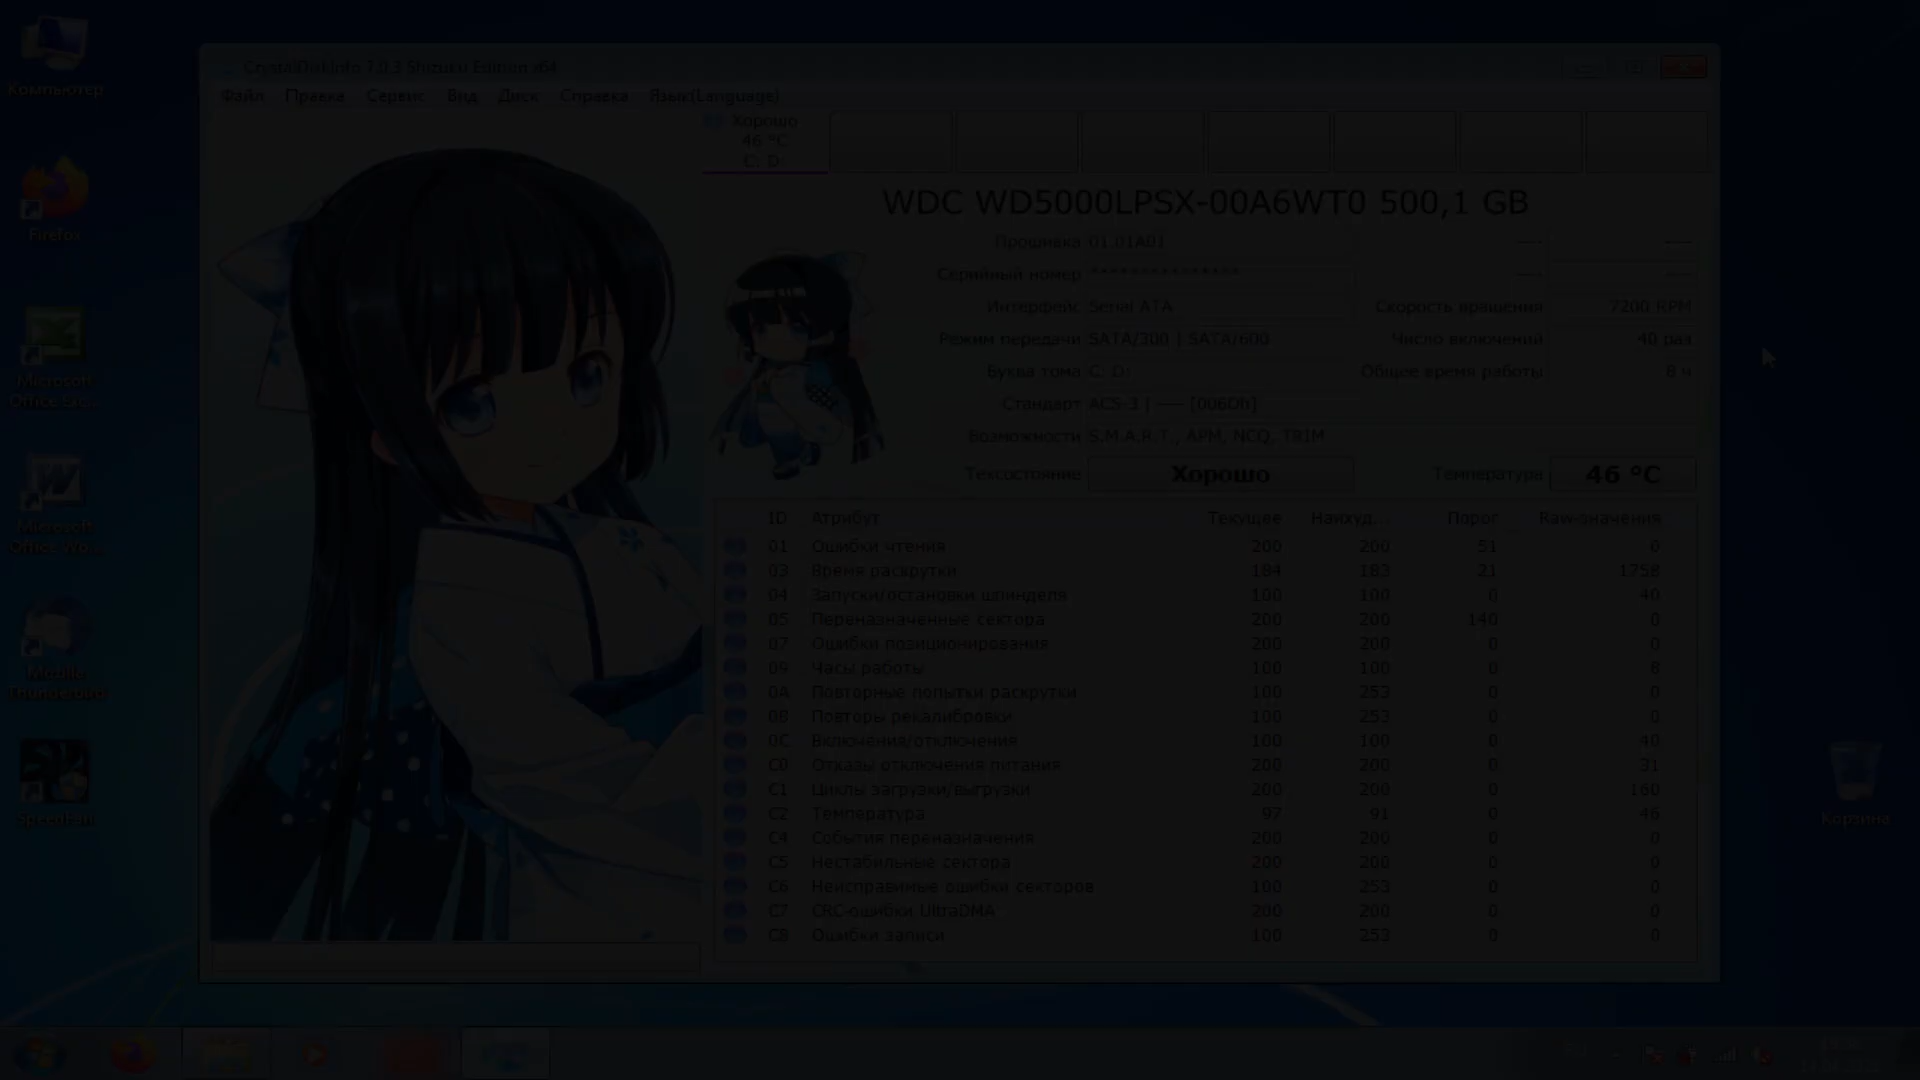 Компьютер
Firefox
Microsoft
Office
Microsoft
Office Wo...
Mozilla
Thunderbird
SpeedFan
Корзина
CrystalDiskInfo 7.0.3 Shizuku Edition x64
Файл Правка Сервис Вид Диск Справка Язык(Language)
Хорошо
46 °C
C: D:
WDC WD5000LPSX-00A6WT0 500,1 GB
Прошивка 01.01A01 ---- ----
Серийный номер *************** ---- ----
Интерфейс Serial ATA Скорость вращения 7200 RPM
Режим передачи SATA/300 | SATA/600 Число включений 40 раз
Буква тома C: D: Общее время работы 8 ч
Стандарт ACS-3 | ---- [006Dh]
Возможности S.M.A.R.T., APM, NCQ, TRIM
Техсостояние Хорошо Температура 46 °C
ID Атрибут Текущее Наихуд... Порог Raw-значения
01 Ошибки чтения 200 200 51 0
03 Время раскрутки 184 183 21 1758
04 Запуски/остановки шпинделя 100 100 0 40
05 Переназначенные сектора 200 200 140 0
07 Ошибки позиционирования 200 200 0 0
09 Часы работы 100 100 0 8
0A Повторные попытки раскрутки 100 253 0 0
0B Повторы рекалибровки 100 253 0 0
0C Включения/отключения 100 100 0 40
C0 Отказы отключения питания 200 200 0 31
C1 Циклы загрузки/выгрузки 200 200 0 160
C2 Температура 97 91 0 46
C4 События переназначения 200 200 0 0
C5 Нестабильные сектора 200 200 0 0
C6 Неисправимые ошибки секторов 100 253 0 0
C7 CRC-ошибки UltraDMA 200 200 0 0
C8 Ошибки записи 100 253 0 0